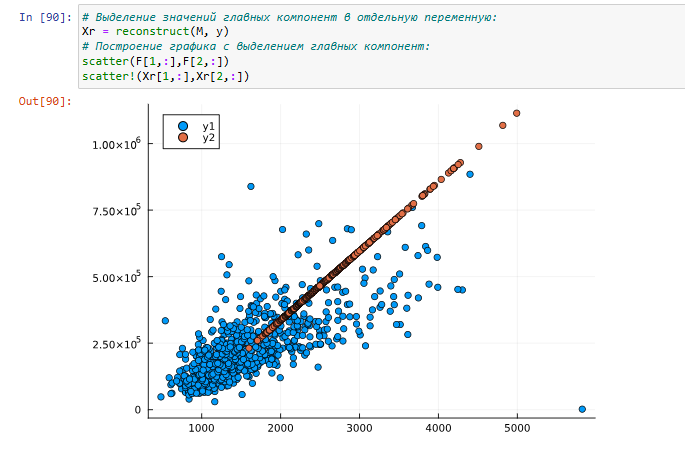 In [90]:
# Выделение значений главных компонент в отдельную переменную:
Xr = reconstruct(M, y)
# Построение графика с выделением главных компонент:
scatter(F[1,:],F[2,:])
scatter!(Xr[1,:],Xr[2,:])
Out[90]:
y1
y2
1.00×10⁶
7.50×10⁵
5.00×10⁵
2.50×10⁵
0
1000 2000 3000 4000 5000